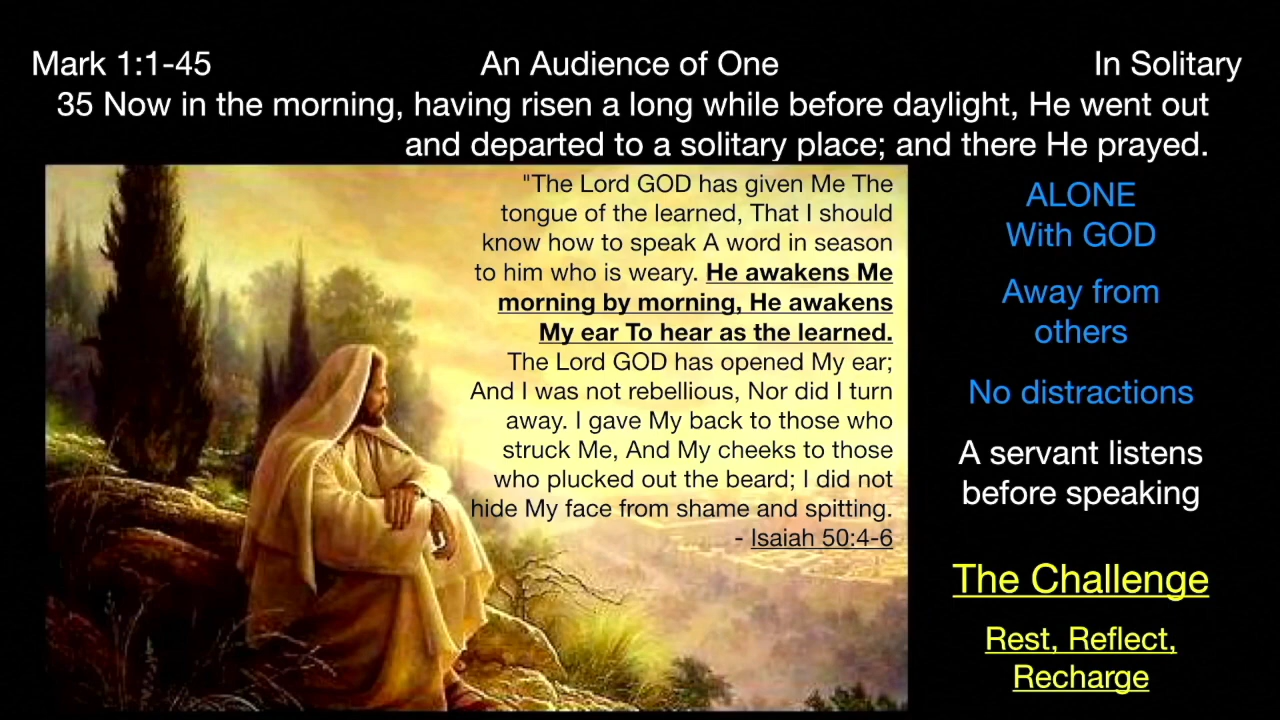 Mark 1:1-45
An Audience of One
In Solitary
35 Now in the morning, having risen a long while before daylight, He went out
and departed to a solitary place; and there He prayed.
"The Lord GOD has given Me The
tongue of the learned, That I should
know how to speak A word in season
to him who is weary. He awakens Me
morning by morning, He awakens
My ear To hear as the learned.
The Lord GOD has opened My ear;
And I was not rebellious, Nor did I turn
away. I gave My back to those who
struck Me, And My cheeks to those
who plucked out the beard; I did not
hide My face from shame and spitting.
- Isaiah 50:4-6
ALONE
With GOD
Away from
others
No distractions
A servant listens
before speaking
The Challenge
Rest, Reflect,
Recharge